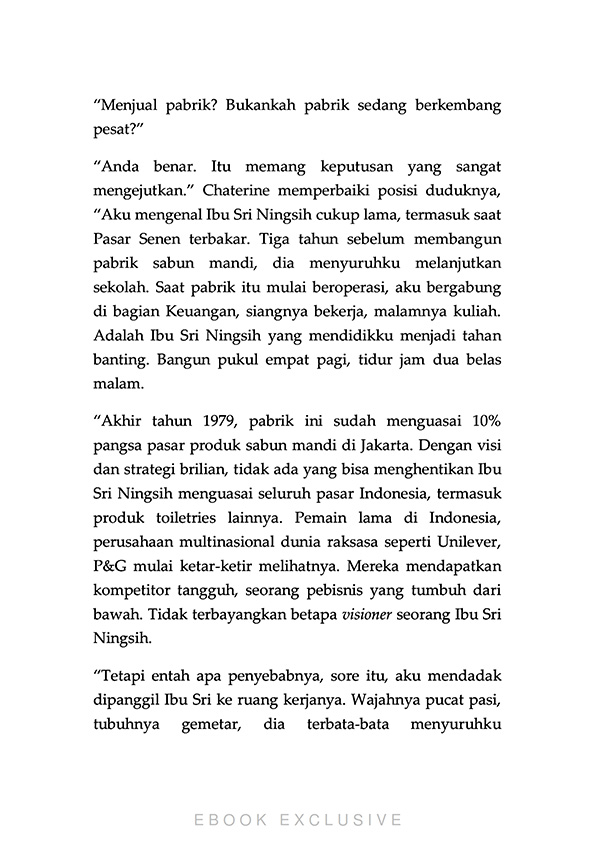 “Menjual pabrik? Bukankah pabrik sedang berkembang
pesat?”
“Anda benar. Itu memang keputusan yang sangat
mengejutkan.” Chaterine memperbaiki posisi duduknya,
“Aku mengenal Ibu Sri Ningsih cukup lama, termasuk saat
Pasar Senen terbakar. Tiga tahun sebelum membangun
pabrik sabun mandi, dia menyuruhku melanjutkan
sekolah. Saat pabrik itu mulai beroperasi, aku bergabung
di bagian Keuangan, siangnya bekerja, malamnya kuliah.
Adalah Ibu Sri Ningsih yang mendidikku menjadi tahan
banting. Bangun pukul empat pagi, tidur jam dua belas
malam.
“Akhir tahun 1979, pabrik ini sudah menguasai 10%
pangsa pasar produk sabun mandi di Jakarta. Dengan visi
dan strategi brilian, tidak ada yang bisa menghentikan Ibu
Sri Ningsih menguasai seluruh pasar Indonesia, termasuk
produk toiletries lainnya. Pemain lama di Indonesia,
perusahaan multinasional dunia raksasa seperti Unilever,
P&G mulai ketar-ketir melihatnya. Mereka mendapatkan
kompetitor tangguh, seorang pebisnis yang tumbuh dari
bawah. Tidak terbayangkan betapa visioner seorang Ibu Sri
Ningsih.
“Tetapi entah apa penyebabnya, sore itu, aku mendadak
dipanggil Ibu Sri ke ruang kerjanya. Wajahnya pucat pasi,
tubuhnya gemetar, dia terbata-bata menyuruhku
EBOOK EXCLUSIVE